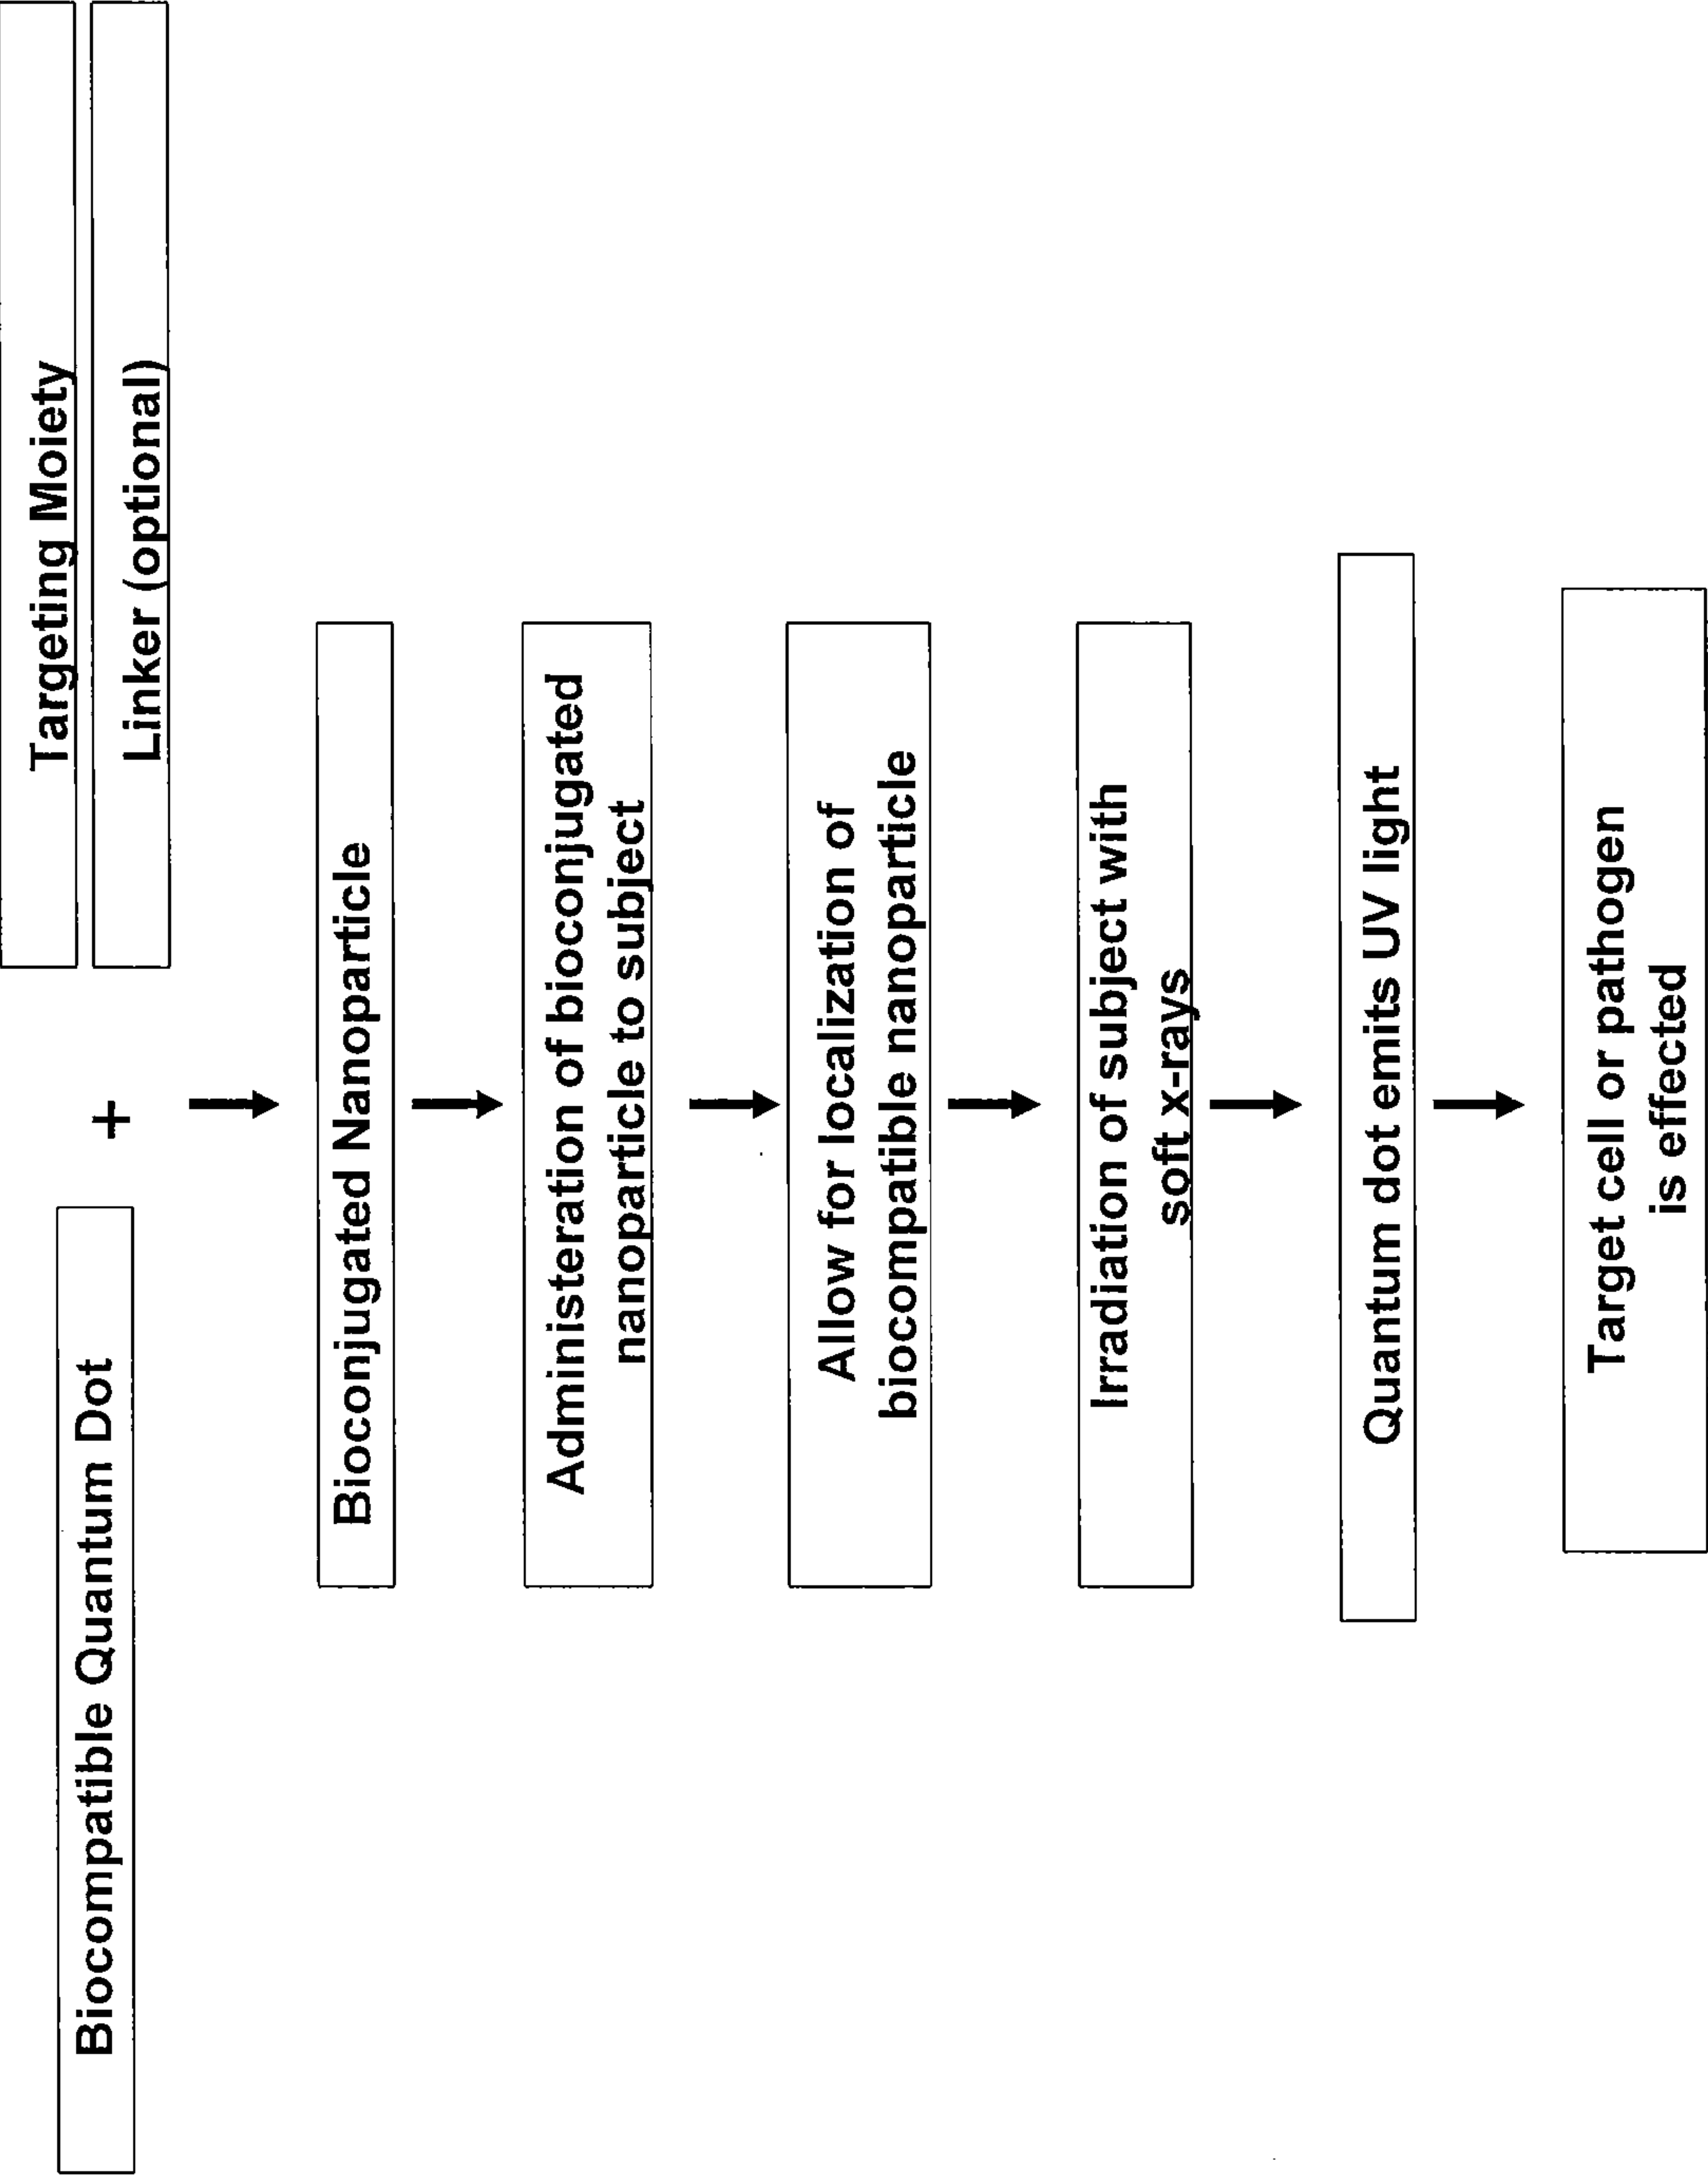 Biocompatible Quantum Dot
+
Targeting Moiety
Linker (optional)
Bioconjugated Nanoparticle
Administeration of bioconjugated
nanoparticle to subject
Allow for localization of
biocompatible nanoparticle
Irradiation of subject with
soft x-rays
Quantum dot emits UV light
Target cell or pathogen
is effected